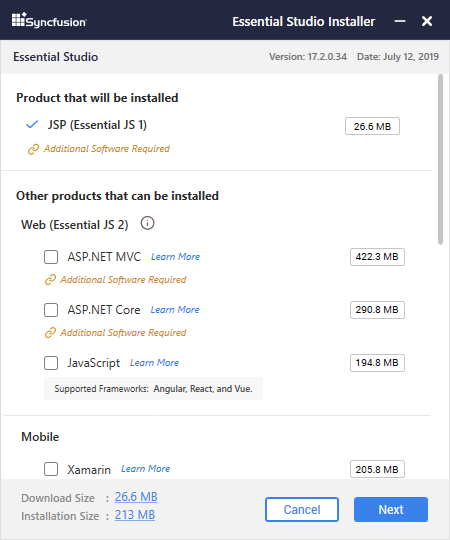 Syncfusion Essential Studio Installer
Essential Studio Version: 17.2.0.34 Date: July 12, 2019
Product that will be installed
JSP (Essential JS 1) 26.6 MB
Additional Software Required
Other products that can be installed
Web (Essential JS 2)
ASP.NET MVC Learn More 422.3 MB
Additional Software Required
ASP.NET Core Learn More 290.8 MB
Additional Software Required
JavaScript Learn More 194.8 MB
Supported Frameworks: Angular, React, and Vue.
Mobile
Xamarin Learn More 205.8 MB
Download Size : 26.6 MB
Installation Size : 213 MB
Cancel Next